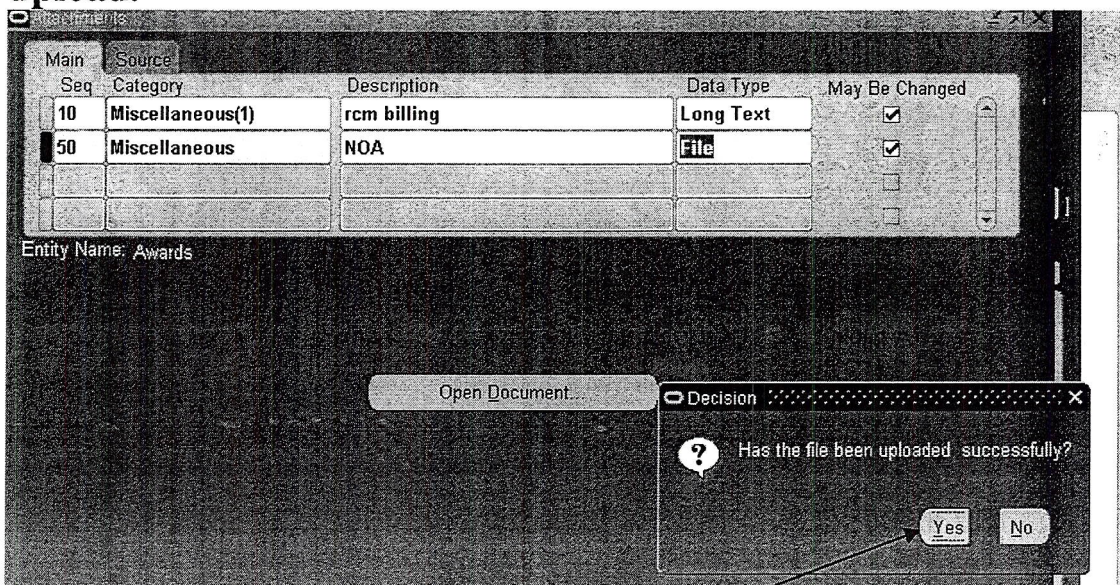 upload.
Attachments
Main Source
Seq Category Description Data Type May Be Changed
10 Miscellaneous(1) rcm billing Long Text
50 Miscellaneous NOA File
Entity Name: Awards
Open Document...
Decision
Has the file been uploaded successfully?
Yes No